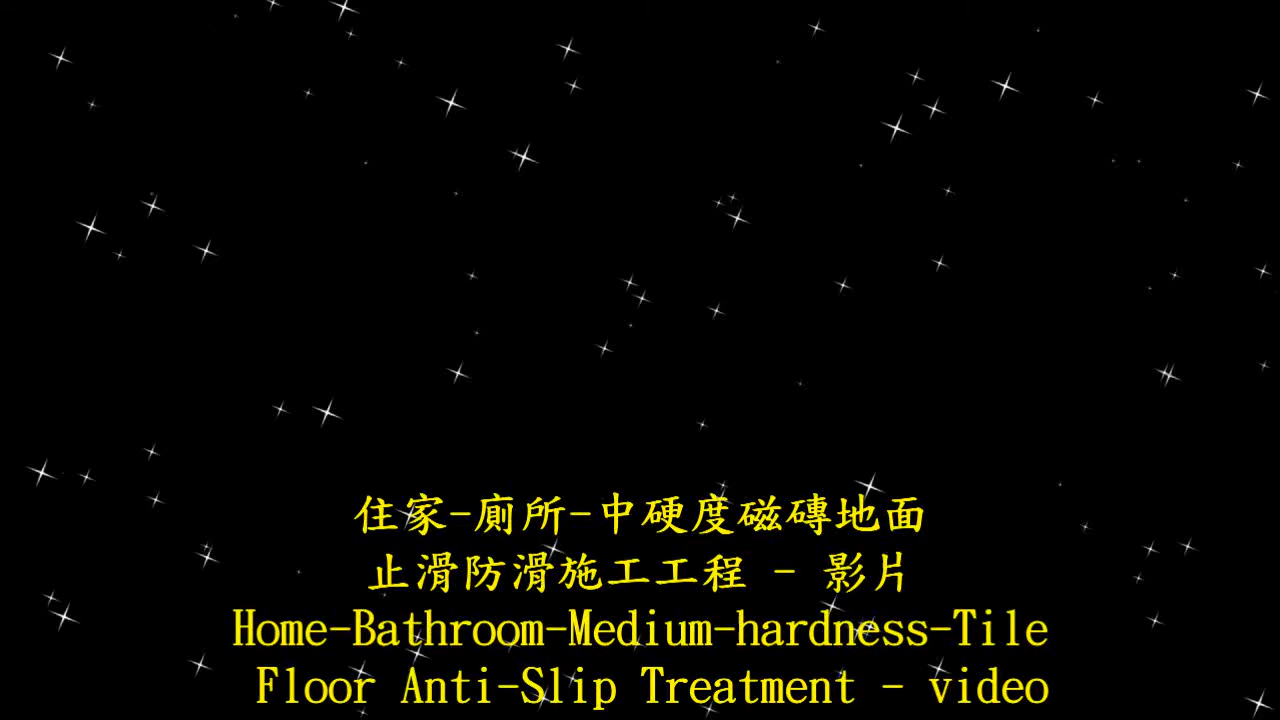 住家-廁所-中硬度磁磚地面
止滑防滑施工工程 - 影片
Home-Bathroom-Medium-hardness-Tile
Floor Anti-Slip Treatment - video